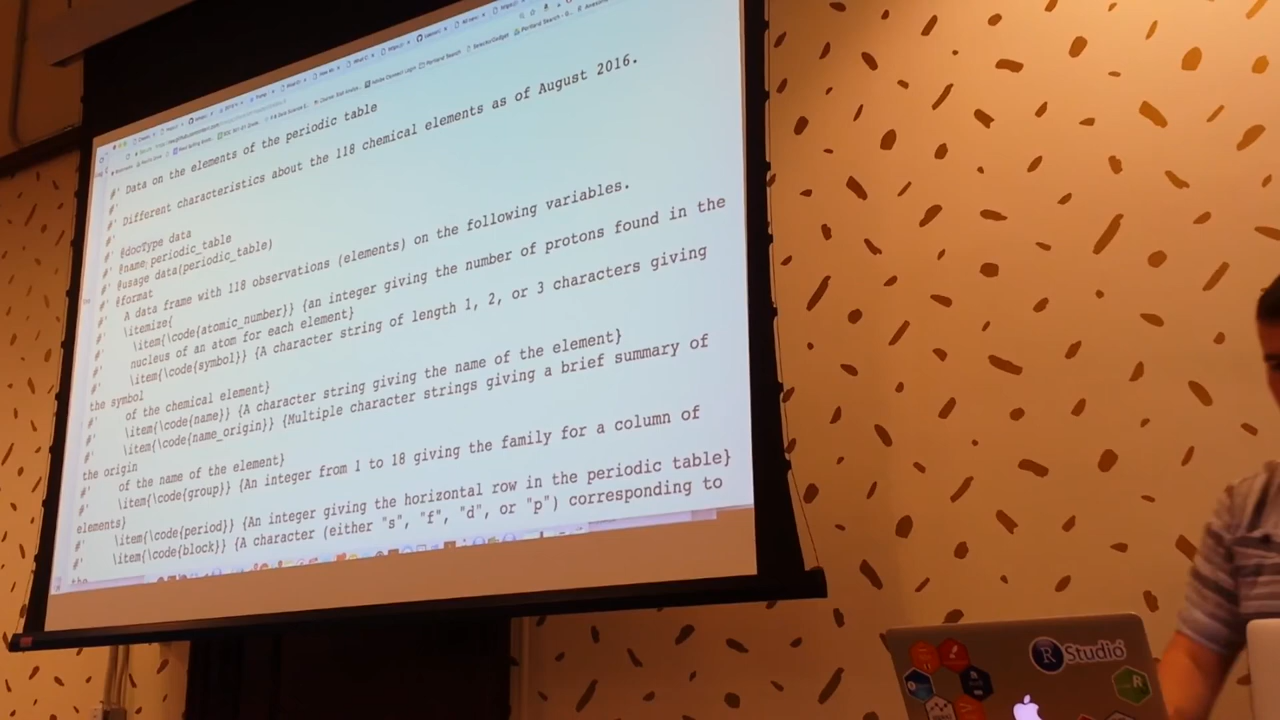 #' Data on the elements of the periodic table
#'
#' Different characteristics about the 118 chemical elements as of August 2016.
#'
#' @docType data
#' @name periodic_table
#' @usage data(periodic_table)
#' @format
#' A data frame with 118 observations (elements) on the following variables.
#' \itemize{
#' \item{\code{atomic_number}} {an integer giving the number of protons found in the
#' nucleus of an atom for each element}
#' \item{\code{symbol}} {A character string of length 1, 2, or 3 characters giving
the symbol
#' of the chemical element}
#' \item{\code{name}} {A character string giving the name of the element}
#' \item{\code{name_origin}} {Multiple character strings giving a brief summary of
the origin
#' of the name of the element}
#' \item{\code{group}} {An integer from 1 to 18 giving the family for a column of
elements}
#' \item{\code{period}} {An integer giving the horizontal row in the periodic table}
#' \item{\code{block}} {A character (either "s", "f", "d", or "p") corresponding to
the
R Studio
R